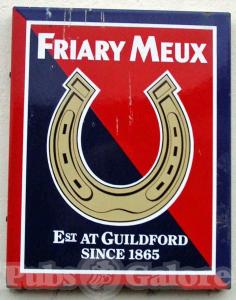 FRIARY MEUX
EST AT GUILDFORD
SINCE 1865
Pubs Galore